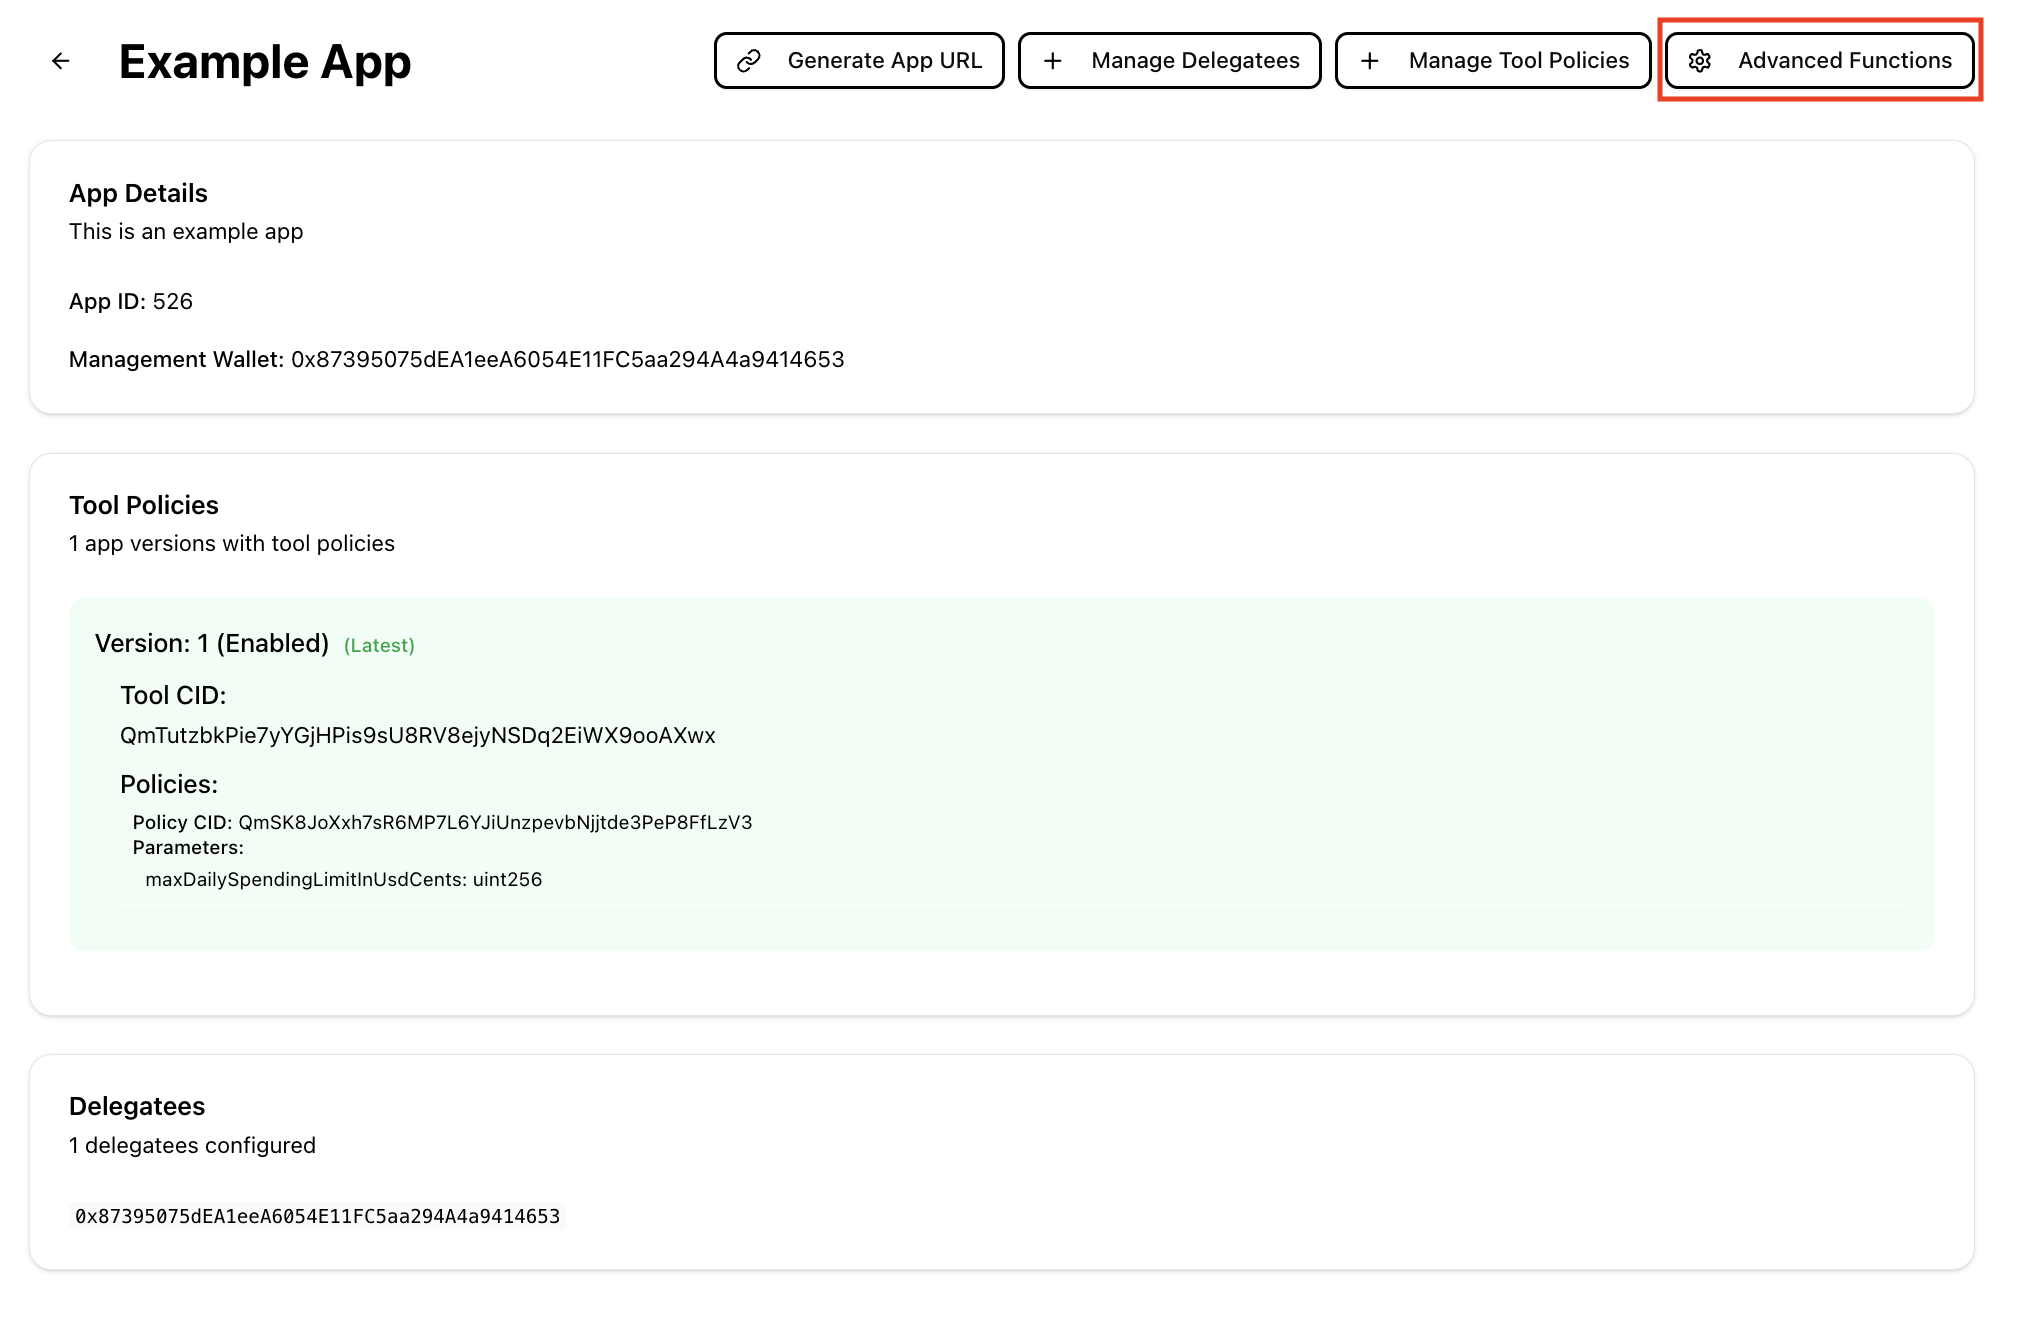 Example App
Generate App URL
Manage Delegatees
Manage Tool Policies
Advanced Functions
App Details
This is an example app
App ID: 526
Management Wallet: 0x87395075dEA1eeA6054E11FC5aa294A4a9414653
Tool Policies
1 app versions with tool policies
Version: 1 (Enabled) (Latest)
Tool CID:
QmTutzbkPie7yYGjHPis9sU8RV8ejyNSDq2EiWX9ooAXwx
Policies:
Policy CID: QmSK8JoXxh7sR6MP7L6YJiUnzpevbNjjtde3PeP8FfLzV3
Parameters:
maxDailySpendingLimitInUsdCents: uint256
Delegatees
1 delegatees configured
0x87395075dEA1eeA6054E11FC5aa294A4a9414653